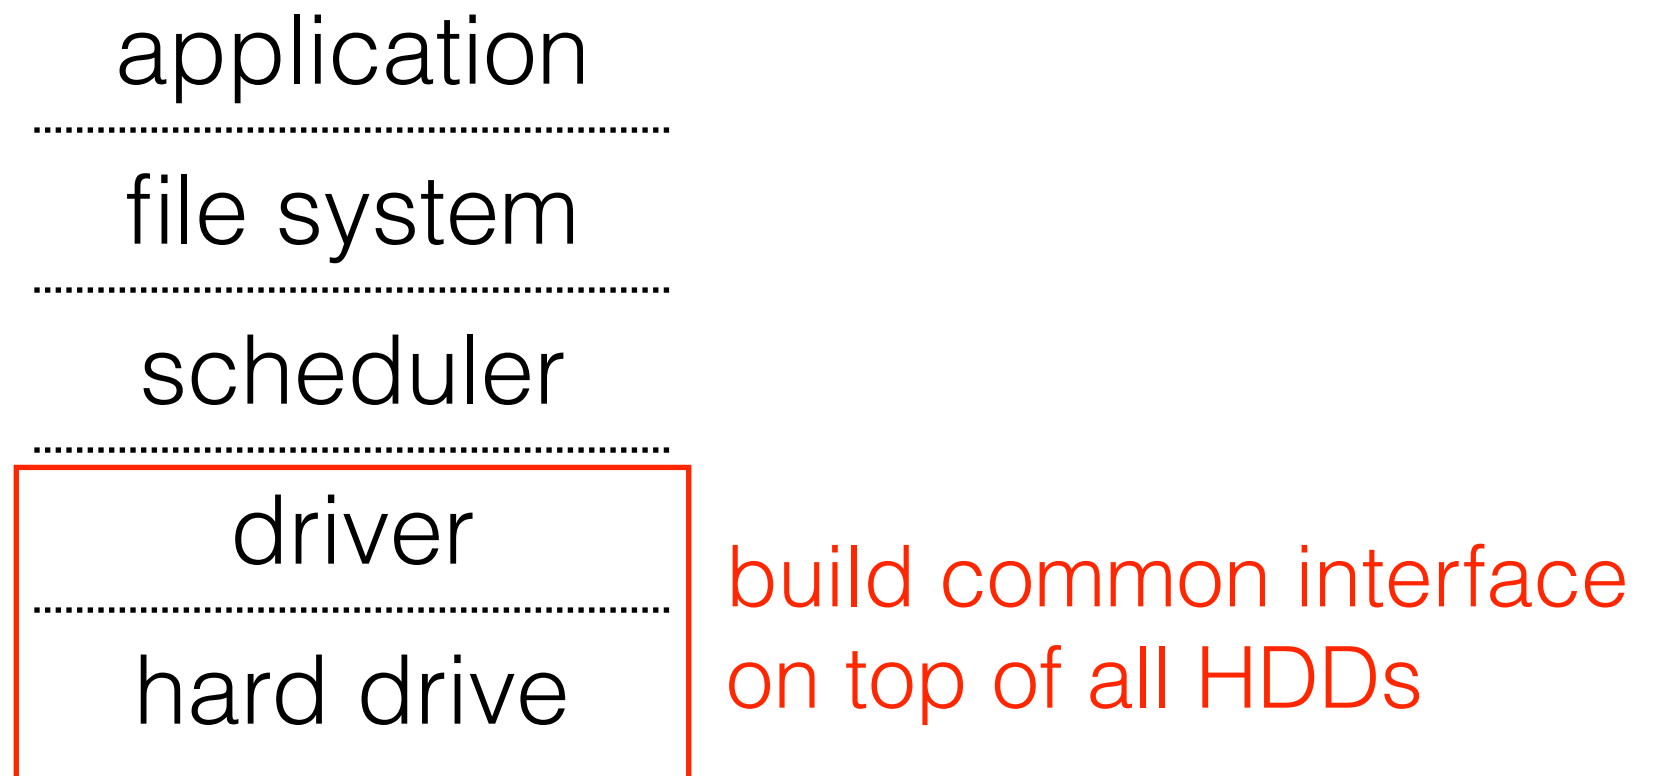 application
file system
scheduler
driver
hard drive
build common interface
on top of all HDDs